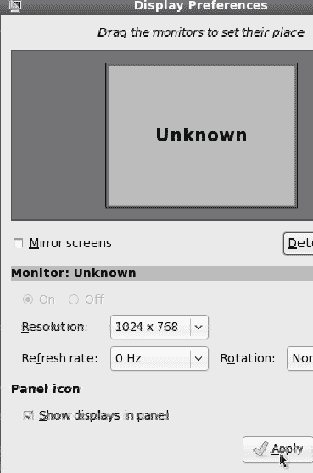 Display Preferences
Drag the monitors to set their place
Unknown
Mirror screens
Monitor: Unknown
On Off
Resolution: 1024 x 768
Refresh rate: 0 Hz Rotation:
Panel icon
Show displays in panel
Apply